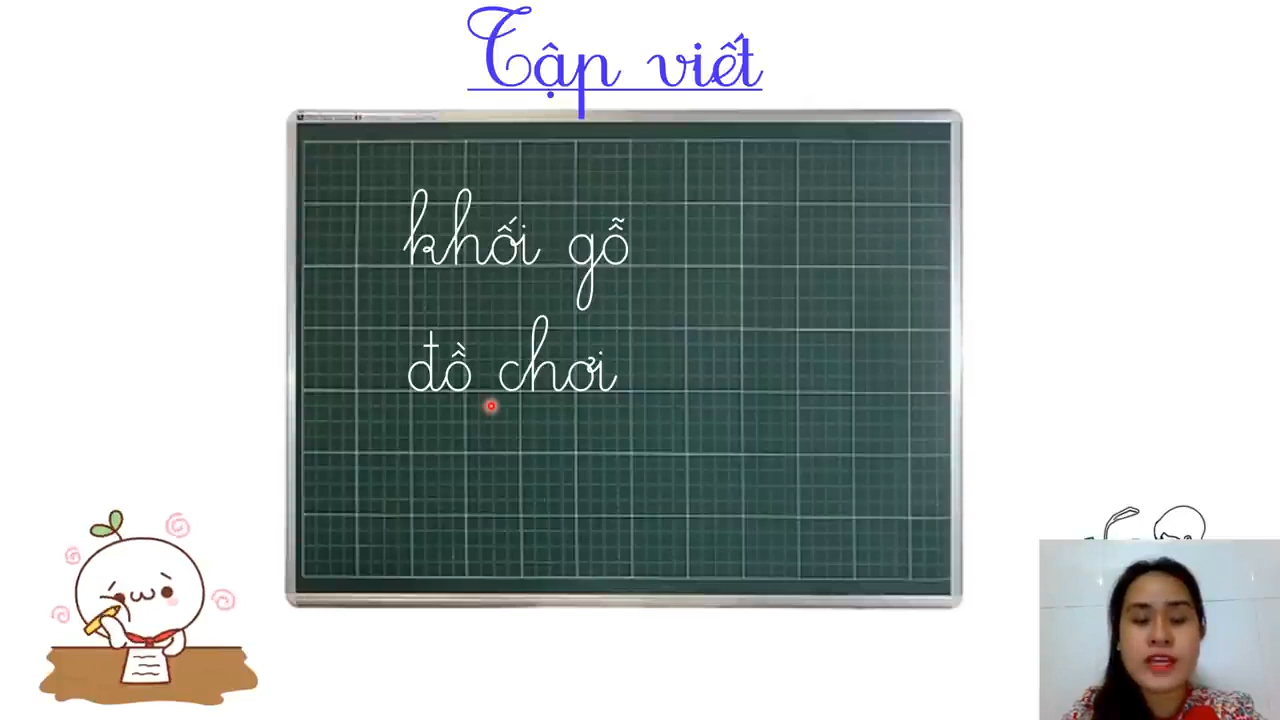 Tập viết
khối gỗ
đồ chơi